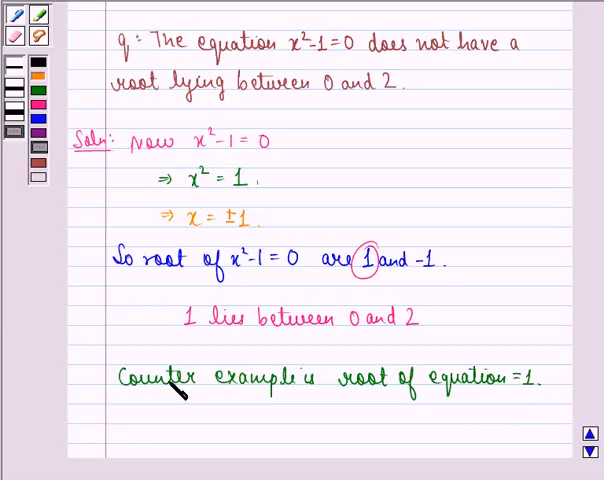 q: The equation x²-1=0 does not have a
root lying between 0 and 2.
Soln: Now x²-1=0
⇒ x² = 1.
⇒ x = ±1.
So root of x²-1=0 are 1 and -1.
1 lies between 0 and 2
Counter example is root of equation = 1.